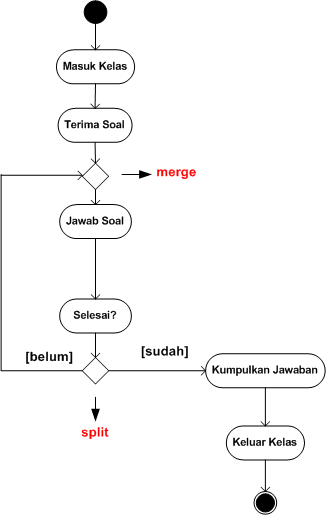 Masuk Kelas
Terima Soal
merge
Jawab Soal
Selesai?
[belum]
[sudah]
Kumpulkan Jawaban
split
Keluar Kelas